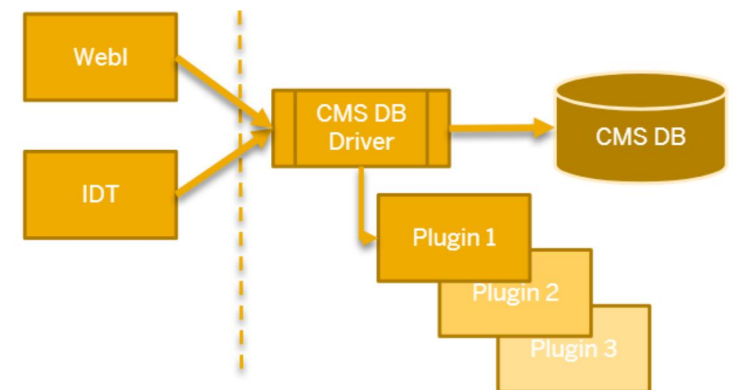 WebI
IDT
CMS DB
Driver
CMS DB
Plugin 1
Plugin 2
Plugin 3